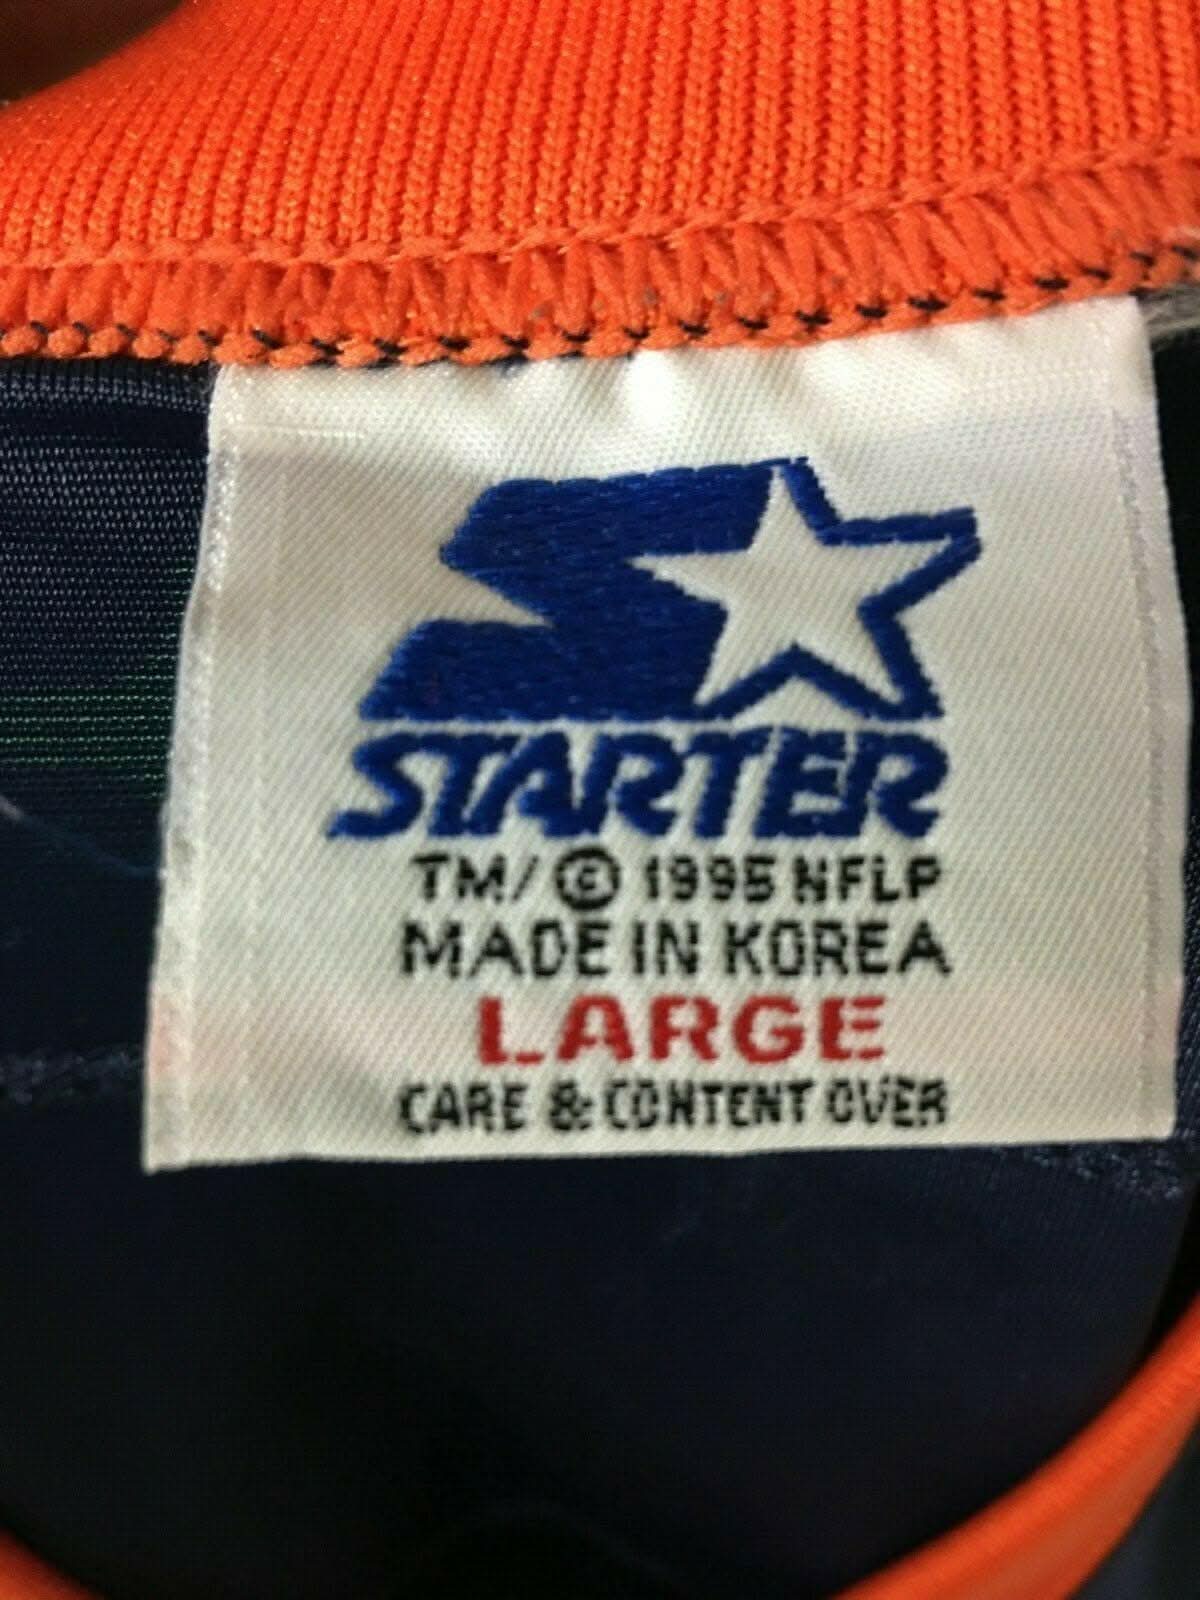 STARTER
TM/© 1995 NFLP
MADE IN KOREA
LARGE
CARE & CONTENT OVER